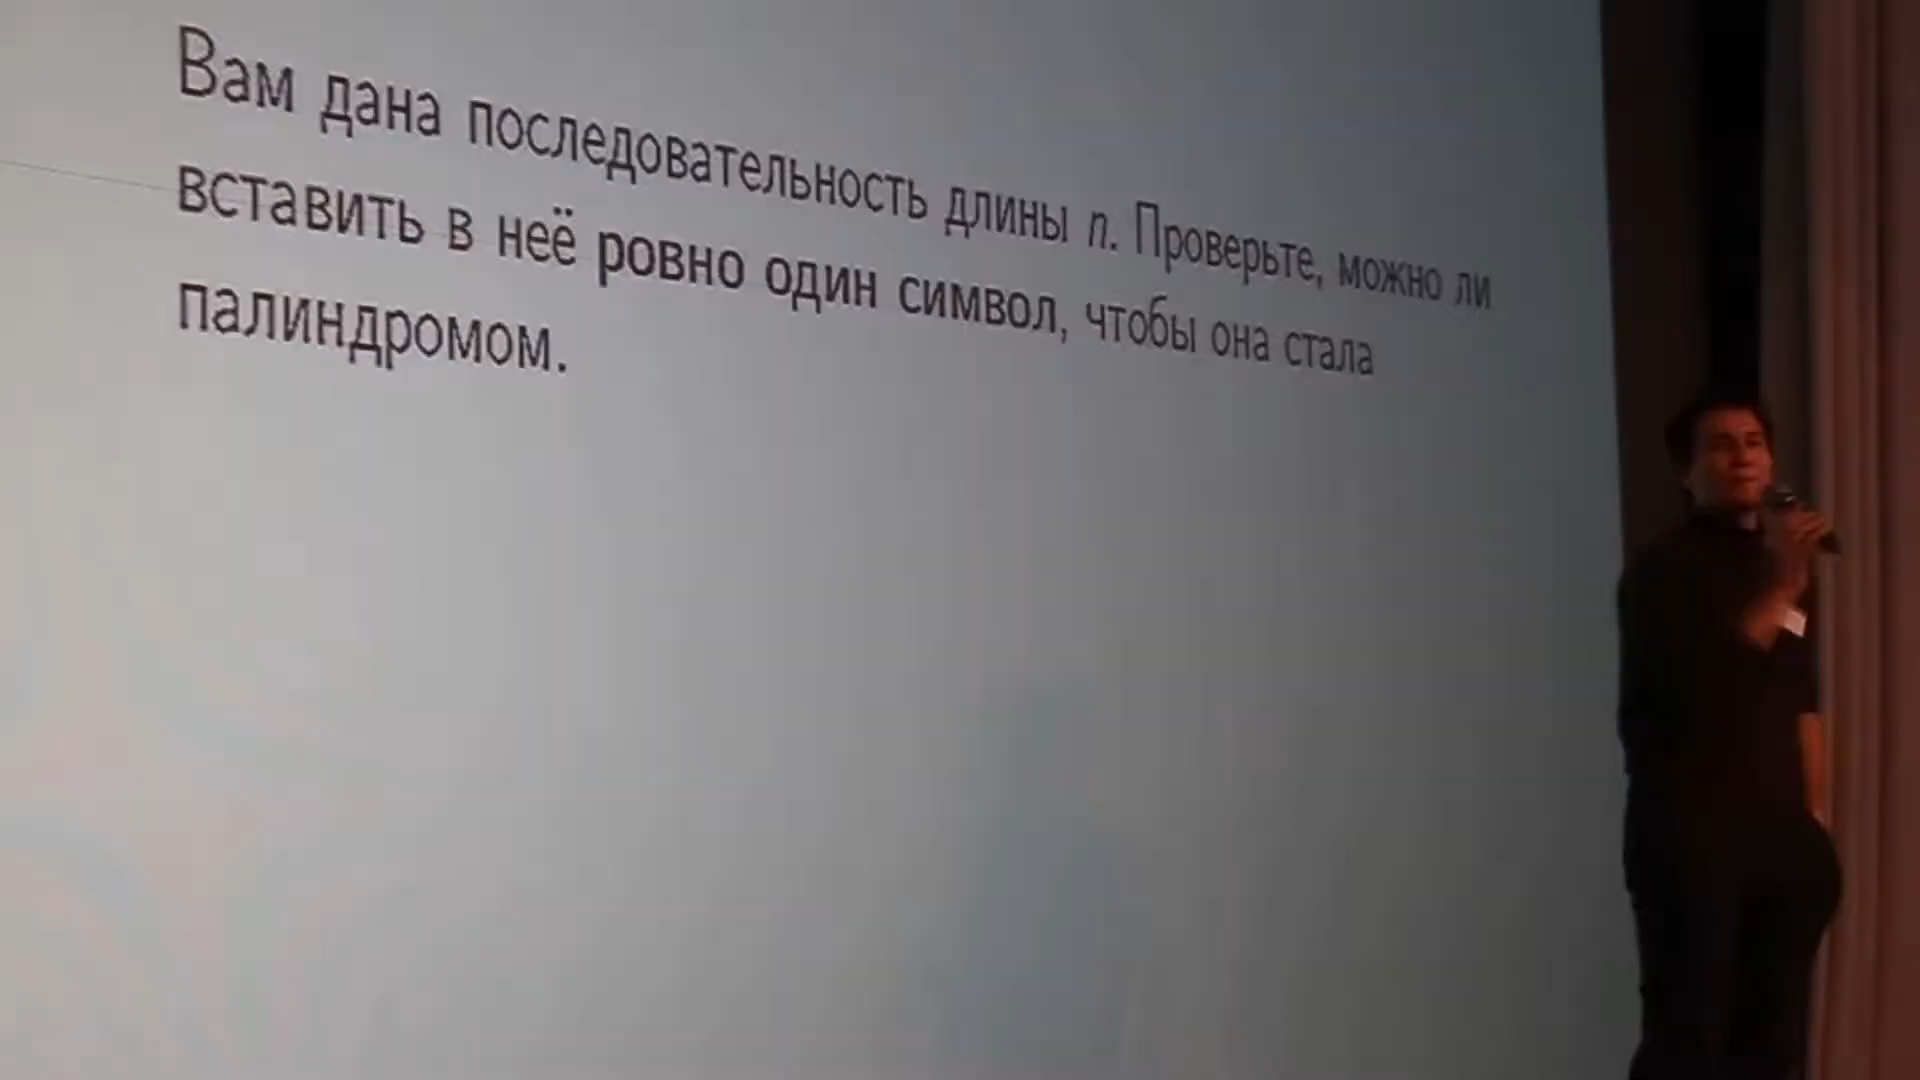 Вам дана последовательность длины n. Проверьте, можно ли
вставить в неё ровно один символ, чтобы она стала
палиндромом.